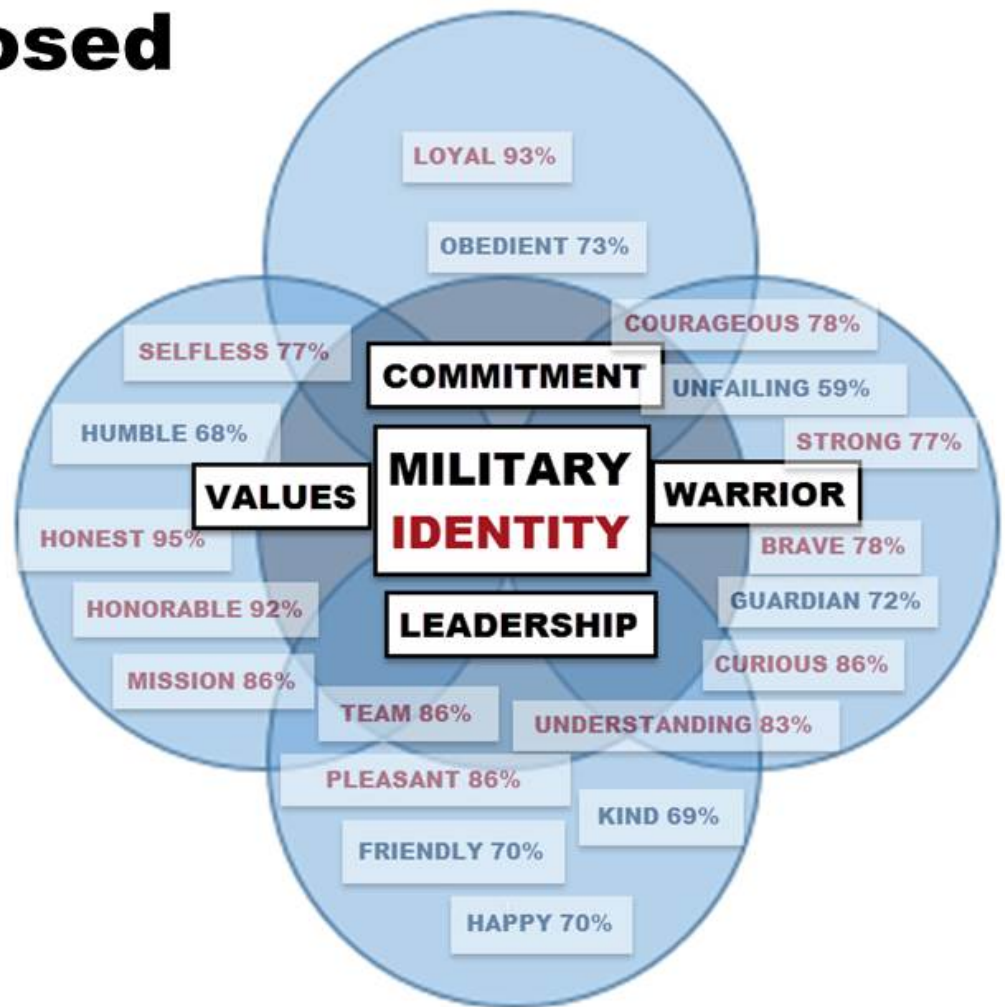 osed
LOYAL 93%
OBEDIENT 73%
COURAGEOUS 78%
SELFLESS 77%
COMMITMENT
UNFAILING 59%
HUMBLE 68%
STRONG 77%
VALUES
MILITARY
IDENTITY
WARRIOR
HONEST 95%
BRAVE 78%
HONORABLE 92%
GUARDIAN 72%
LEADERSHIP
CURIOUS 86%
MISSION 86%
TEAM 86%
UNDERSTANDING 83%
PLEASANT 86%
KIND 69%
FRIENDLY 70%
HAPPY 70%